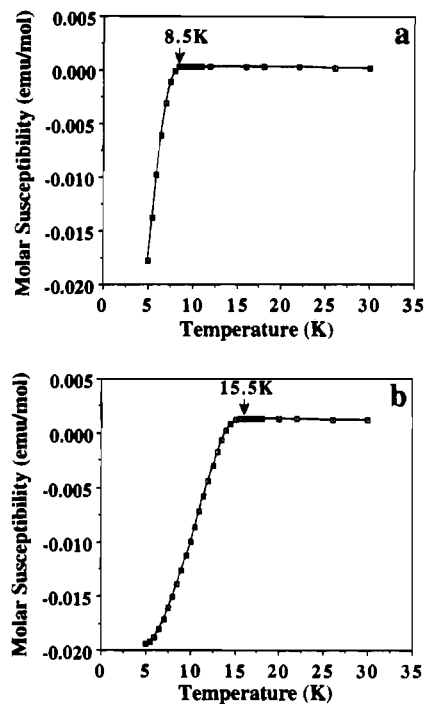 a
8.5K
Molar Susceptibility (emu/mol)
0.005
0.000
-0.005
-0.010
-0.015
-0.020
0 5 10 15 20 25 30 35
Temperature (K)
b
15.5K
Molar Susceptibility (emu/mol)
0.005
0.000
-0.005
-0.010
-0.015
-0.020
0 5 10 15 20 25 30 35
Temperature (K)